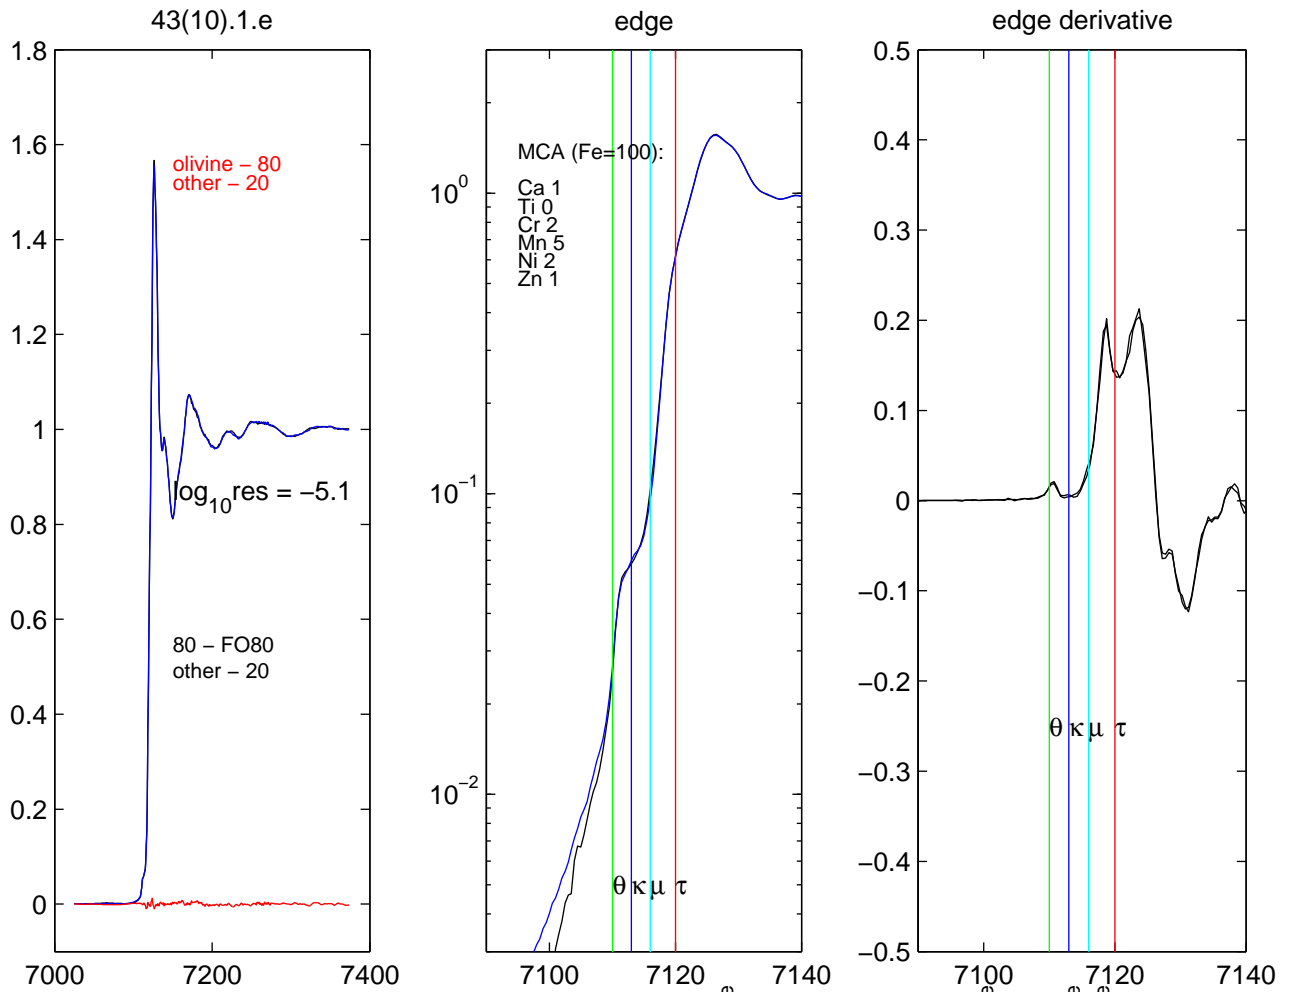 43(10).1.e
edge
edge derivative
1.8
1.6
1.4
1.2
1
0.8
0.6
0.4
0.2
0
olivine – 80
other – 20
log10res = –5.1
80 – FO80
other – 20
7000
7200
7400
MCA (Fe=100):
Ca 1
Ti 0
Cr 2
Mn 5
Ni 2
Zn 1
10^0
10^–1
10^–2
θ κ μ τ
7100
7120
7140
e
0.5
0.4
0.3
0.2
0.1
0
–0.1
–0.2
–0.3
–0.4
–0.5
θ κ μ τ
7100
7120
7140
e
e
e